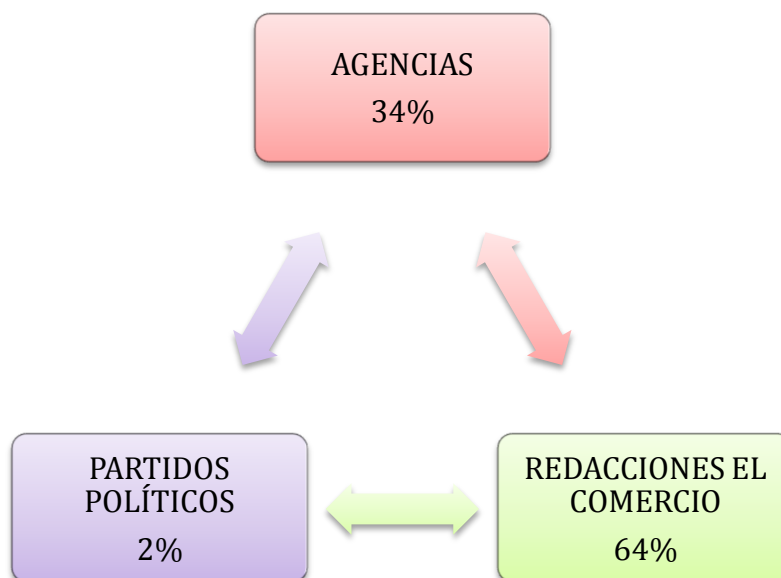 AGENCIAS
34%
PARTIDOS
POLÍTICOS
2%
REDACCIONES EL
COMERCIO
64%